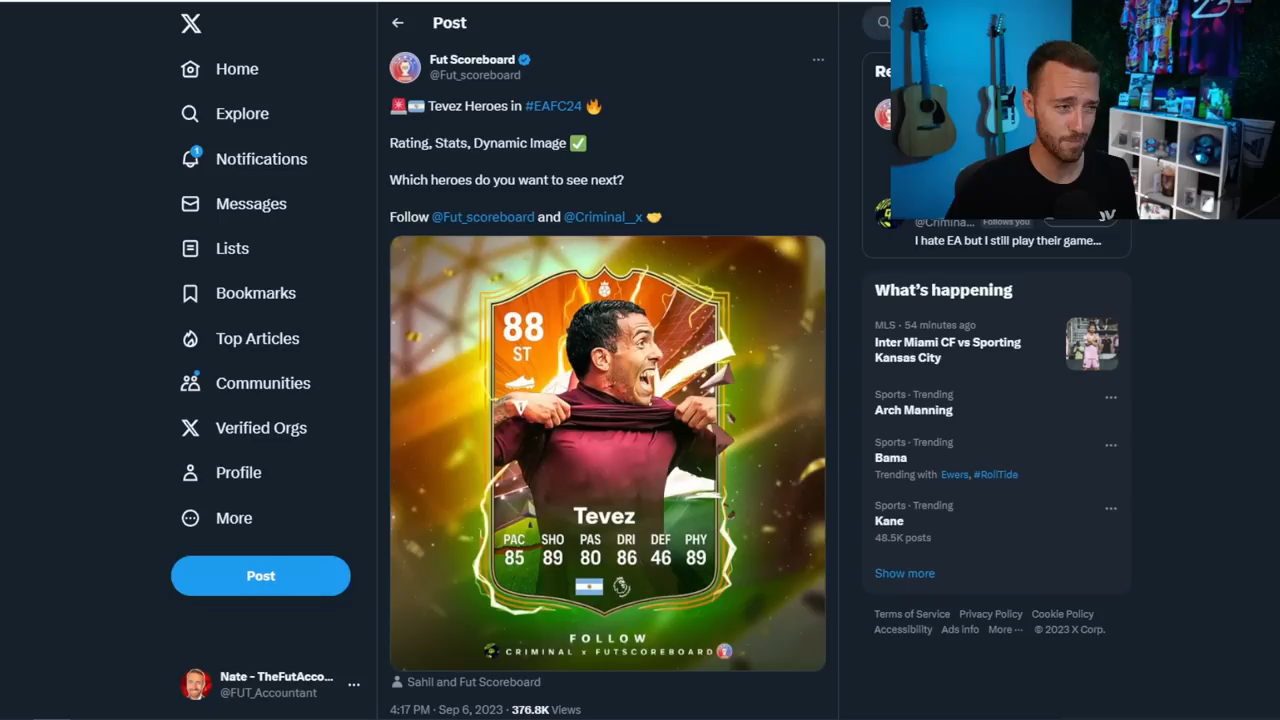 Home
Explore
1
Notifications
Messages
Lists
Bookmarks
Top Articles
Communities
Verified Orgs
Profile
More
Post
Nate - TheFutAcco...
@FUT_Accountant
Post
Fut Scoreboard
@Fut_scoreboard
🚨🇦🇷 Tevez Heroes in #EAFC24 🔥
Rating, Stats, Dynamic Image ✅
Which heroes do you want to see next?
Follow @Fut_scoreboard and @Criminal__x 🤝
88
ST
Tevez
PAC SHO PAS DRI DEF PHY
85 89 80 86 46 89
FOLLOW
CRIMINAL x FUTSCOREBOARD
Sahil and Fut Scoreboard
4:17 PM · Sep 6, 2023 · 376.8K Views
Re
@Crimina... Follows you
I hate EA but I still play their game...
What's happening
MLS · 54 minutes ago
Inter Miami CF vs Sporting
Kansas City
Sports · Trending
Arch Manning
Sports · Trending
Bama
Trending with Ewers, #RollTide
Sports · Trending
Kane
48.5K posts
Show more
Terms of Service Privacy Policy Cookie Policy
Accessibility Ads info More ··· © 2023 X Corp.